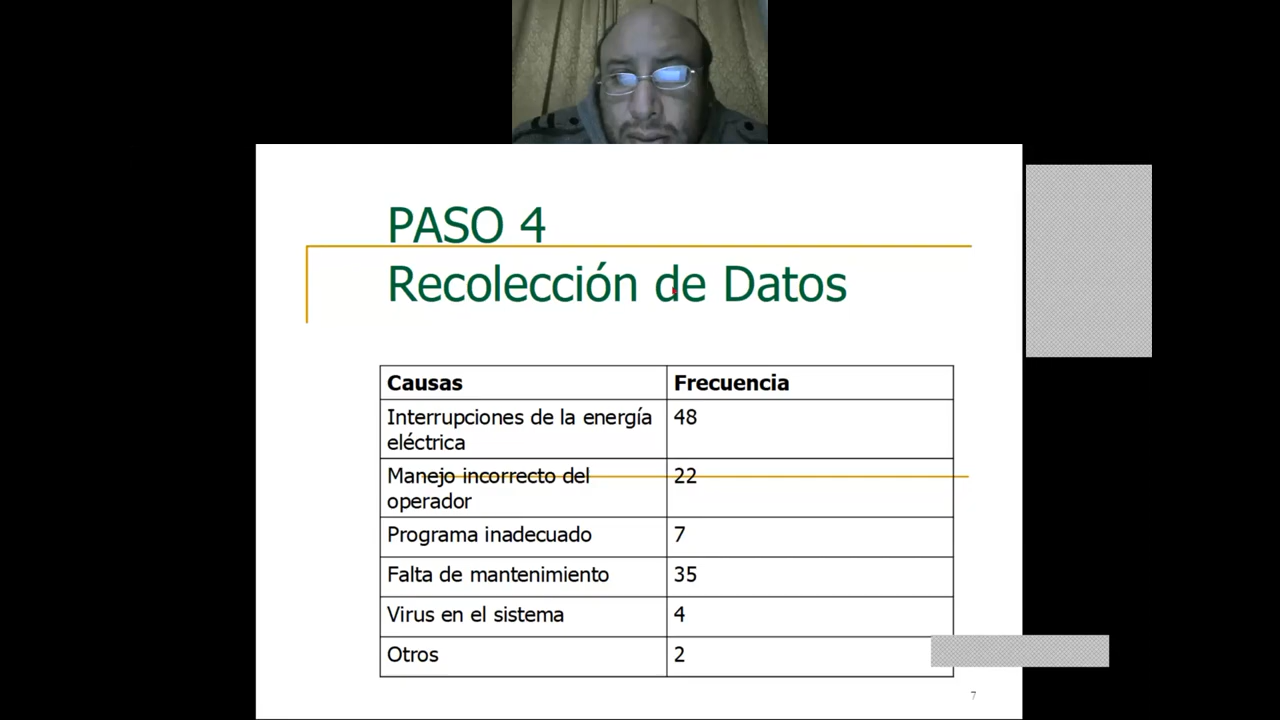 PASO 4
Recolección de Datos
Causas Frecuencia
Interrupciones de la energía 48
eléctrica
Manejo incorrecto del 22
operador
Programa inadecuado 7
Falta de mantenimiento 35
Virus en el sistema 4
Otros 2
7